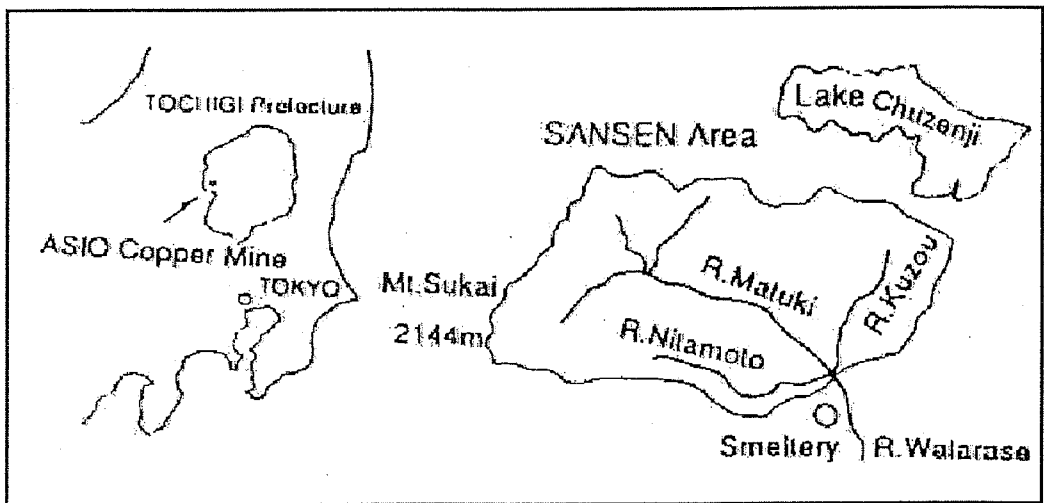 TOCHIGI Prefecture
ASIO Copper Mine
TOKYO
SANSEN Area
Lake Chuzenji
Mt.Sukai
2144m
R.Matuki
R.Kuzou
R.Nitamoto
Smeltery
R.Watarase